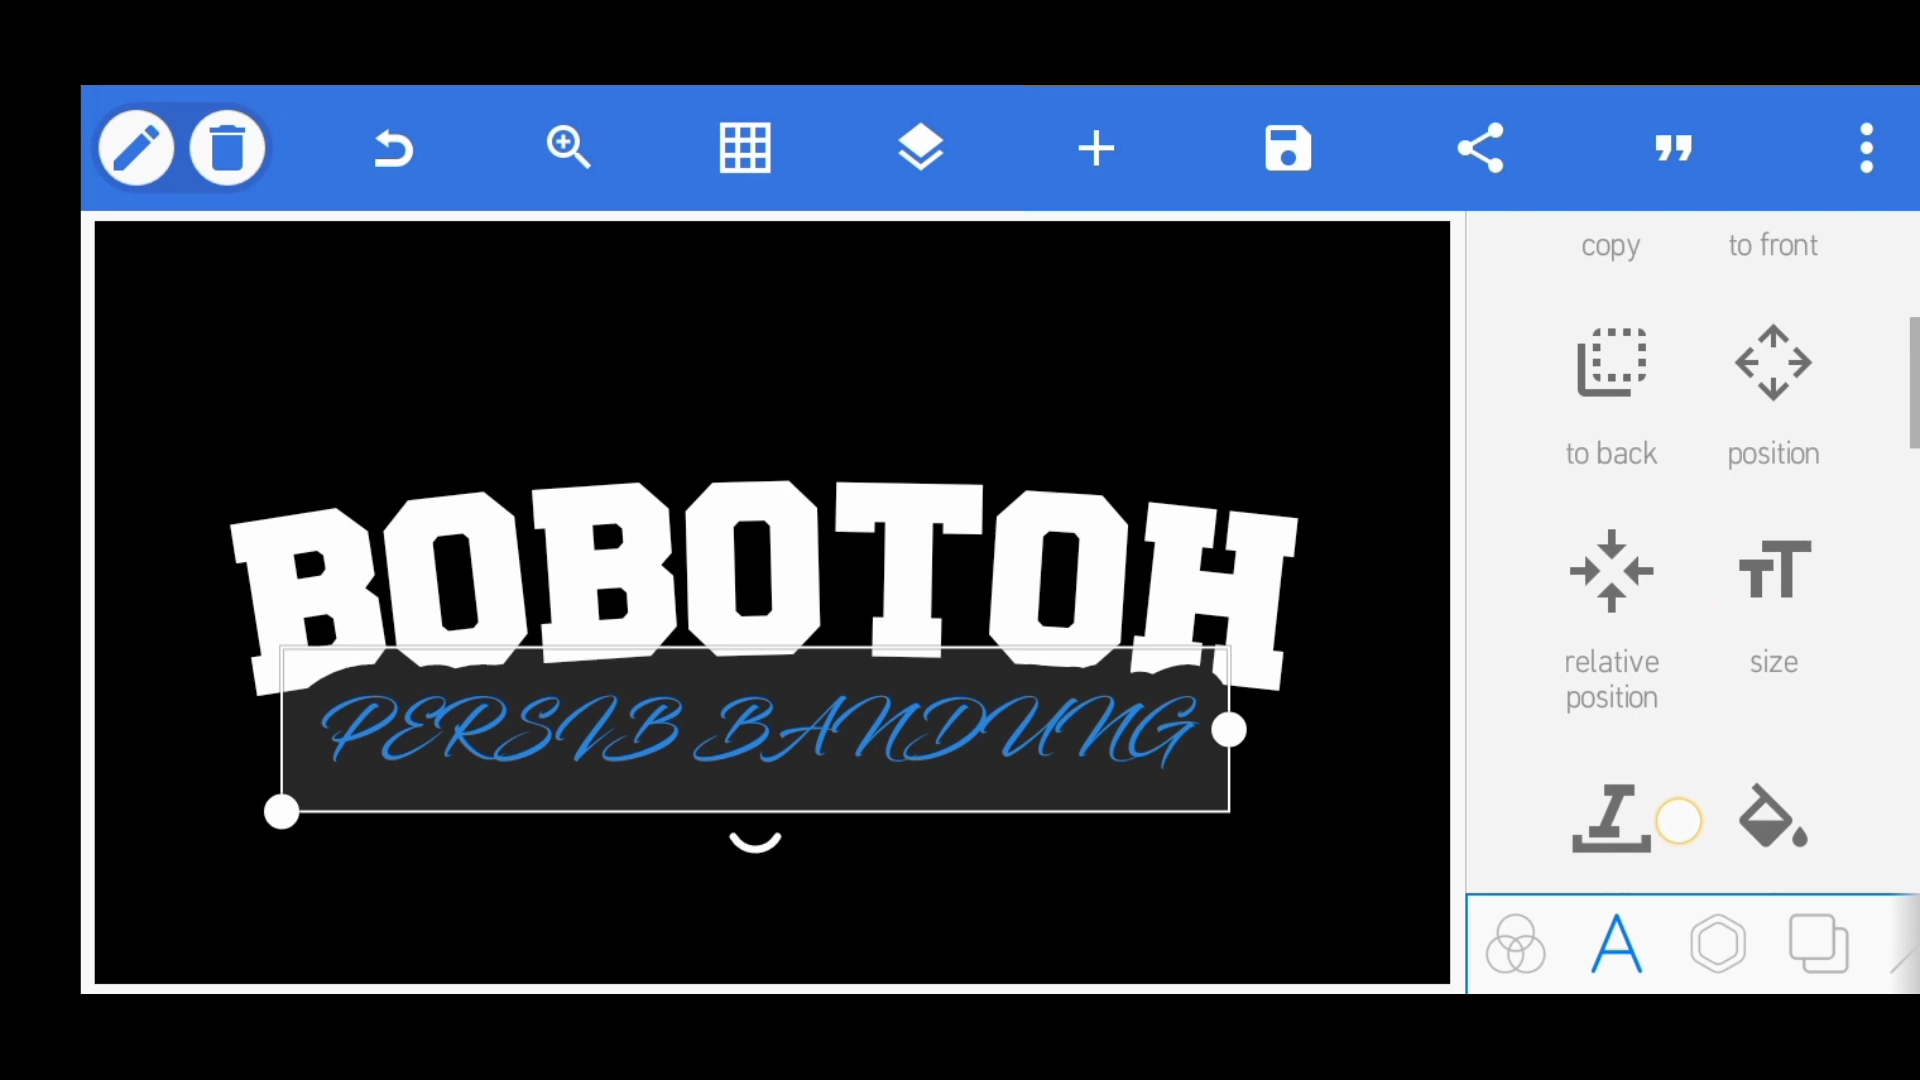 copy
to front
to back
position
relative
position
size
BOBOTOH
PERSIB BANDUNG